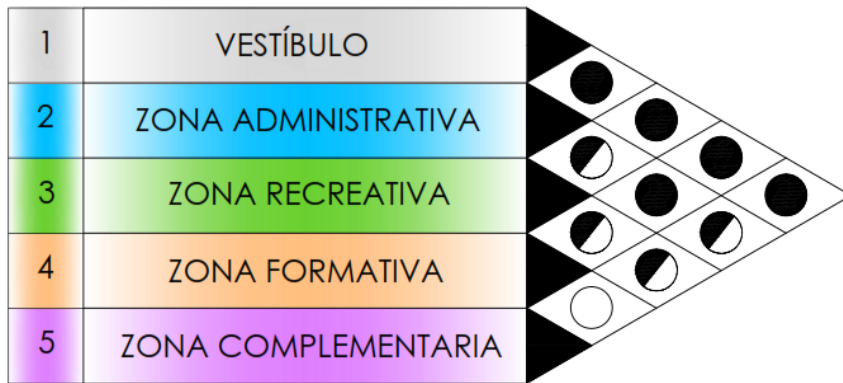 1 VESTÍBULO
2 ZONA ADMINISTRATIVA
3 ZONA RECREATIVA
4 ZONA FORMATIVA
5 ZONA COMPLEMENTARIA